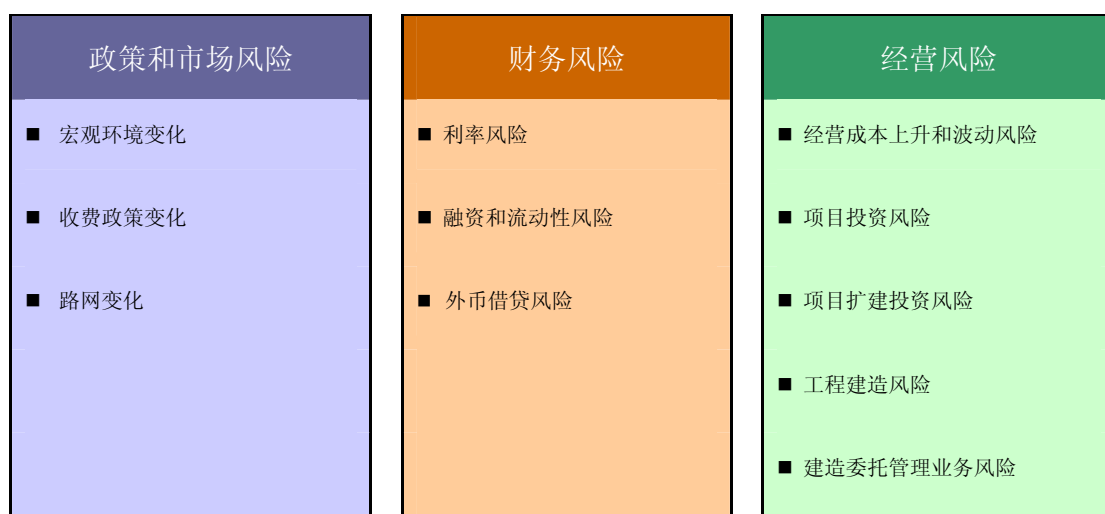 政策和市场风险
■ 宏观环境变化
■ 收费政策变化
■ 路网变化
财务风险
■ 利率风险
■ 融资和流动性风险
■ 外币借贷风险
经营风险
■ 经营成本上升和波动风险
■ 项目投资风险
■ 项目扩建投资风险
■ 工程建造风险
■ 建造委托管理业务风险